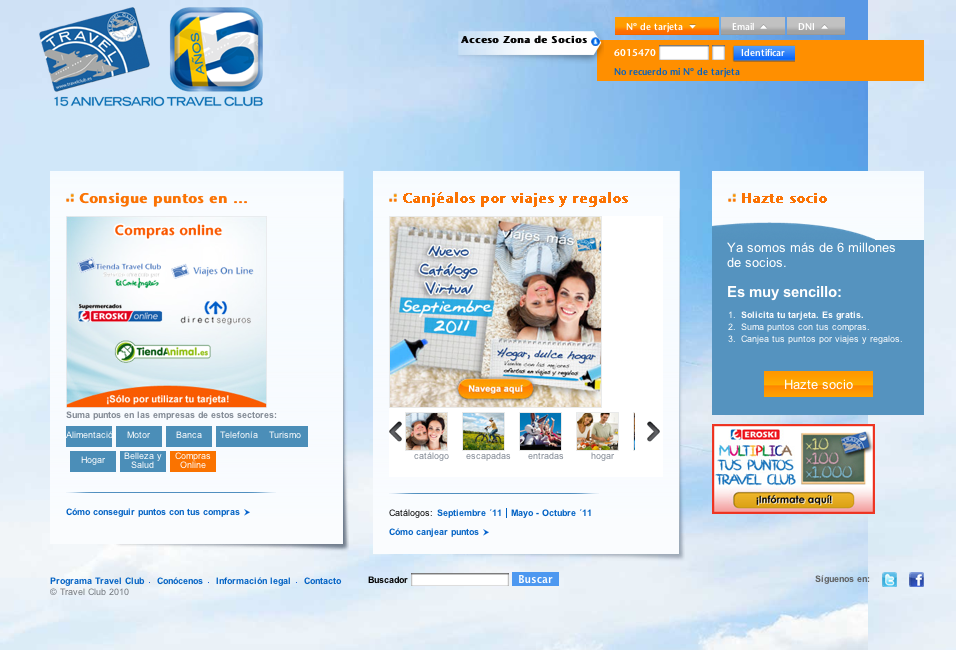 TRAVEL
TRAVEL CLUB
www.travelclub.es
AÑOS
15
15 ANIVERSARIO TRAVEL CLUB
Acceso Zona de Socios
Nº de tarjeta
Email
DNI
6015470
Identificar
No recuerdo mi Nº de tarjeta
Consigue puntos en ...
Compras online
Tienda Travel Club
El Corte Inglés
Viajes On Line
Supermercados
EROSKI/online
directseguros
TiendAnimal.es
¡Sólo por utilizar tu tarjeta!
Suma puntos en las empresas de estos sectores:
Alimentació
Motor
Banca
Telefonía
Turismo
Hogar
Belleza y
Salud
Compras
Online
Cómo conseguir puntos con tus compras
Canjéalos por viajes y regalos
viajes más
Nuevo
Catálogo
Virtual
Septiembre
2011
Hogar, dulce hogar
ofertas en viajes y regalos
Navega aquí
catálogo
escapadas
entradas
hogar
Catálogos: Septiembre ´11 | Mayo - Octubre ´11
Cómo canjear puntos
Hazte socio
Ya somos más de 6 millones
de socios.
Es muy sencillo:
1. Solicita tu tarjeta. Es gratis.
2. Suma puntos con tus compras.
3. Canjea tus puntos por viajes y regalos.
Hazte socio
EROSKI
MULTIPLICA
TUS PUNTOS
TRAVEL CLUB
x10
x100
x1.000
¡Infórmate aquí!
Programa Travel Club · Conócenos · Información legal · Contacto
© Travel Club 2010
Buscador
Buscar
Síguenos en: